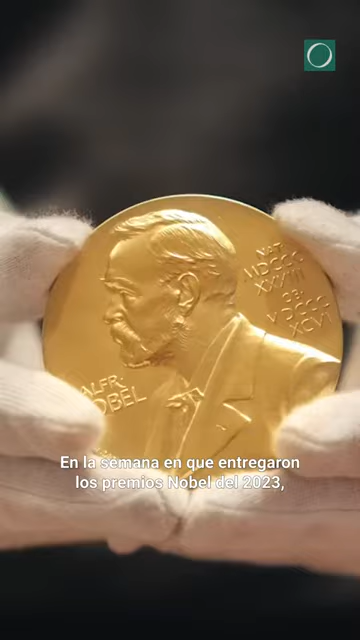 NAT.
MDCCC
XXXIII
OB.
MDCCC
XCVI
ALFR.
NOBEL
En la semana en que entregaron
los premios Nobel del 2023,